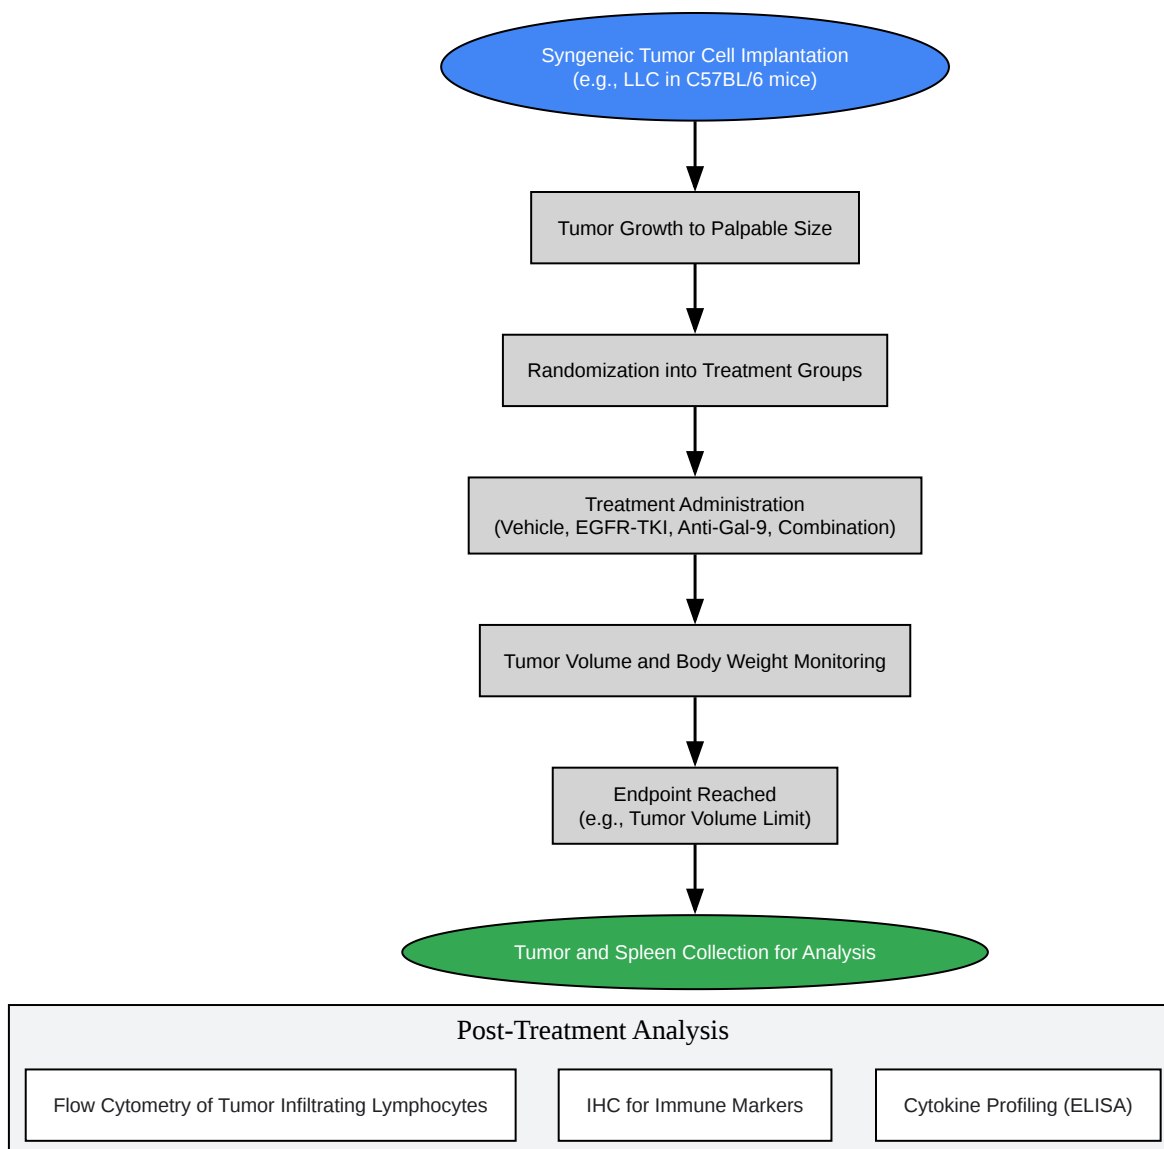 Syngeneic Tumor Cell Implantation
(e.g., LLC in C57BL/6 mice)
Tumor Growth to Palpable Size
Randomization into Treatment Groups
Treatment Administration
(Vehicle, EGFR-TKI, Anti-Gal-9, Combination)
Tumor Volume and Body Weight Monitoring
Endpoint Reached
(e.g., Tumor Volume Limit)
Tumor and Spleen Collection for Analysis
Post-Treatment Analysis
Flow Cytometry of Tumor Infiltrating Lymphocytes
IHC for Immune Markers
Cytokine Profiling (ELISA)